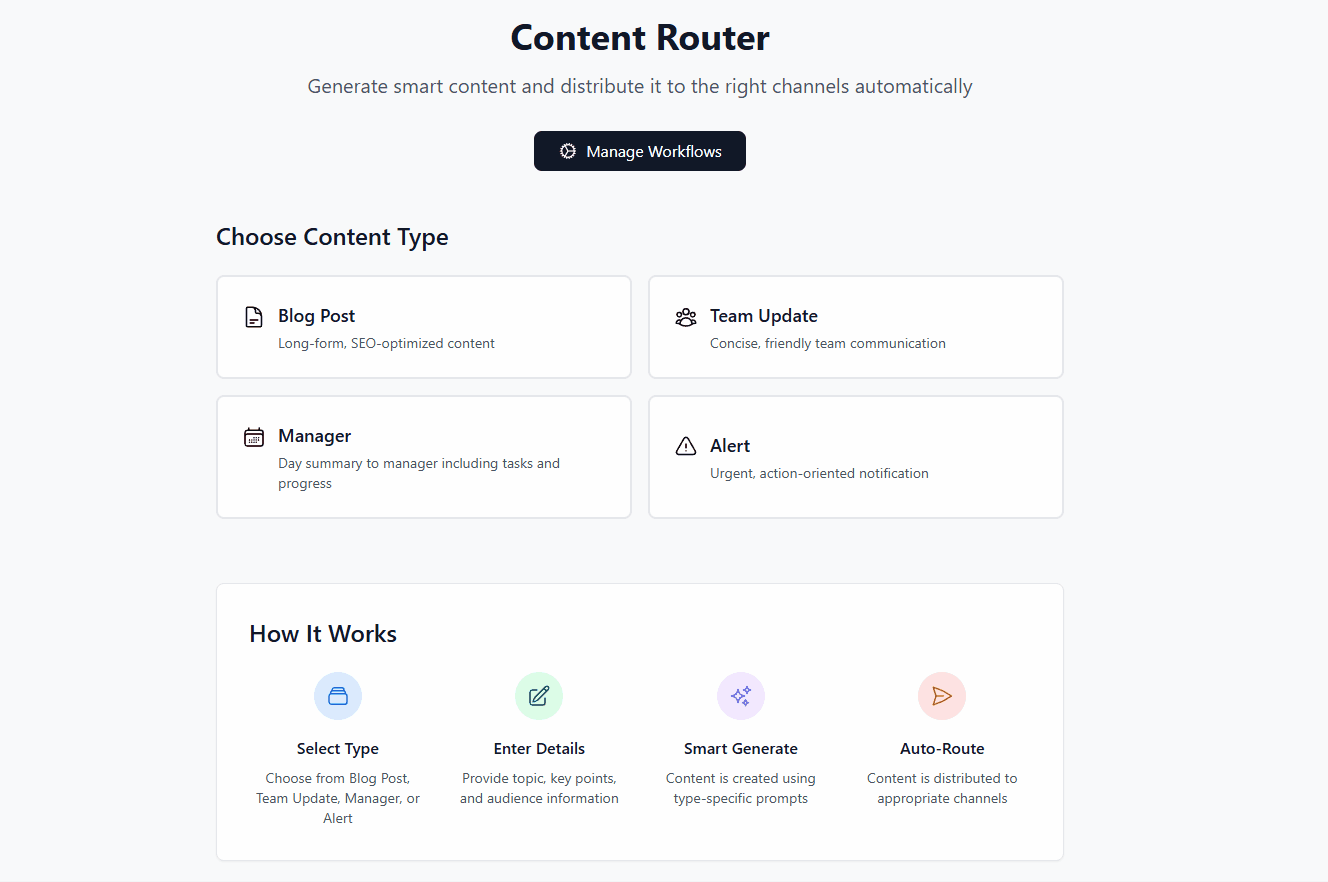 Content Router
Generate smart content and distribute it to the right channels automatically
Manage Workflows
Choose Content Type
Blog Post
Long-form, SEO-optimized content
Team Update
Concise, friendly team communication
Manager
Day summary to manager including tasks and
progress
Alert
Urgent, action-oriented notification
How It Works
Select Type
Choose from Blog Post,
Team Update, Manager, or
Alert
Enter Details
Provide topic, key points,
and audience information
Smart Generate
Content is created using
type-specific prompts
Auto-Route
Content is distributed to
appropriate channels